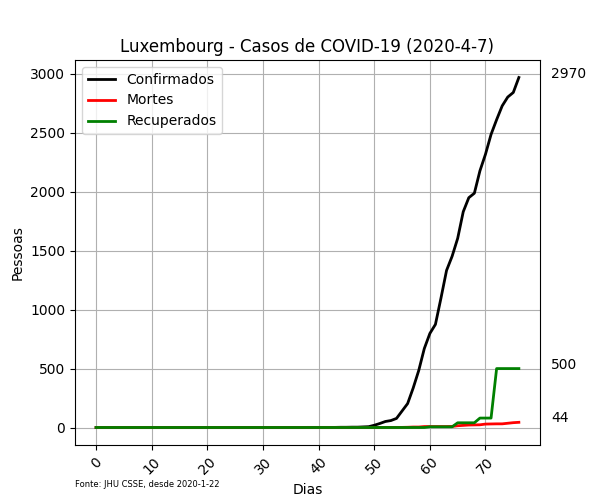 Luxembourg - Casos de COVID-19 (2020-4-7)
Confirmados
Mortes
Recuperados
Pessoas
3000
2500
2000
1500
1000
500
0
2970
500
44
0
10
20
30
40
50
60
70
Dias
Fonte: JHU CSSE, desde 2020-1-22